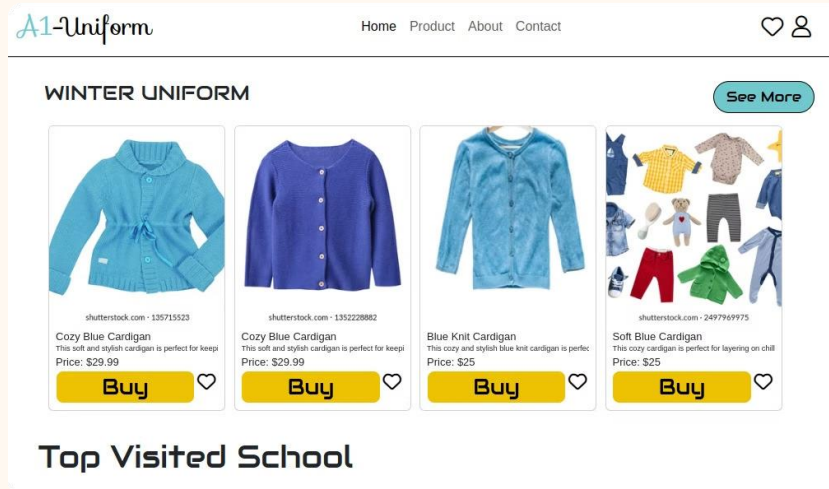 A1-Uniform
Home Product About Contact
WINTER UNIFORM
See More
shutterstock.com · 135715523
Cozy Blue Cardigan
This soft and stylish cardigan is perfect for keepi
Price: $29.99
Buy
shutterstock.com · 1352228882
Cozy Blue Cardigan
This soft and stylish cardigan is perfect for keepi
Price: $29.99
Buy
Blue Knit Cardigan
This cozy and stylish blue knit cardigan is perfec
Price: $25
Buy
shutterstock.com · 2497969975
Soft Blue Cardigan
This cozy cardigan is perfect for layering on chill
Price: $25
Buy
Top Visited School